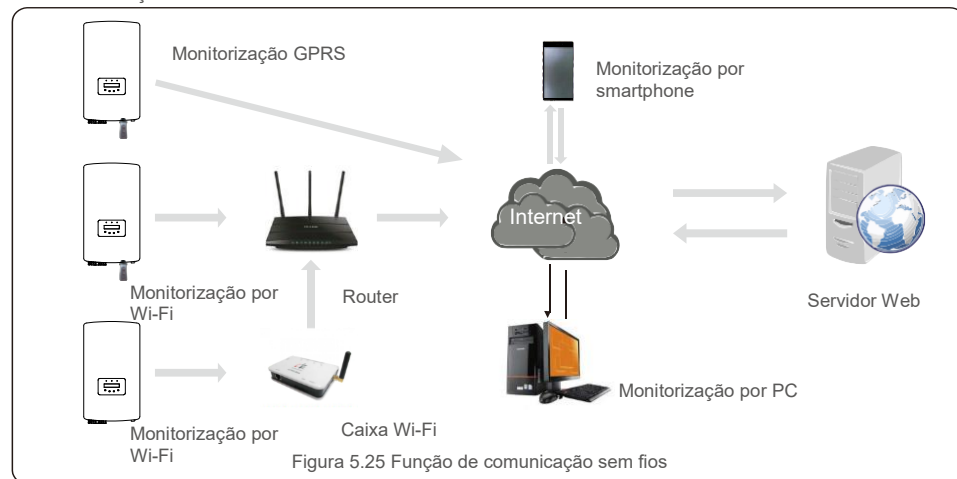 Monitorização GPRS
Monitorização por
smartphone
Internet
Monitorização por
Wi-Fi
Router
Servidor Web
Monitorização por PC
Monitorização por
Wi-Fi
Caixa Wi-Fi
Figura 5.25 Função de comunicação sem fios